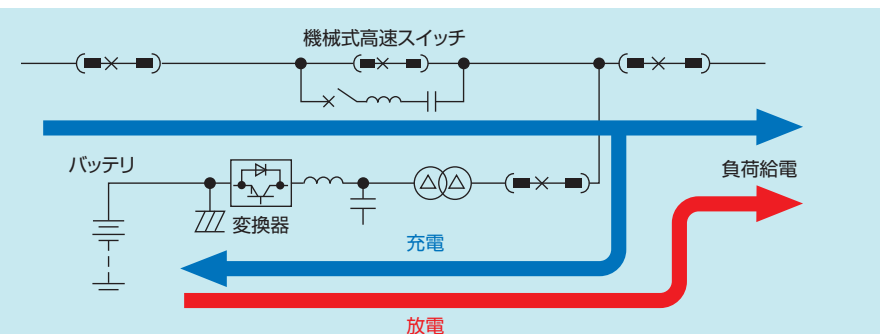 機械式高速スイッチ
バッテリ
負荷給電
変換器
充電
放電